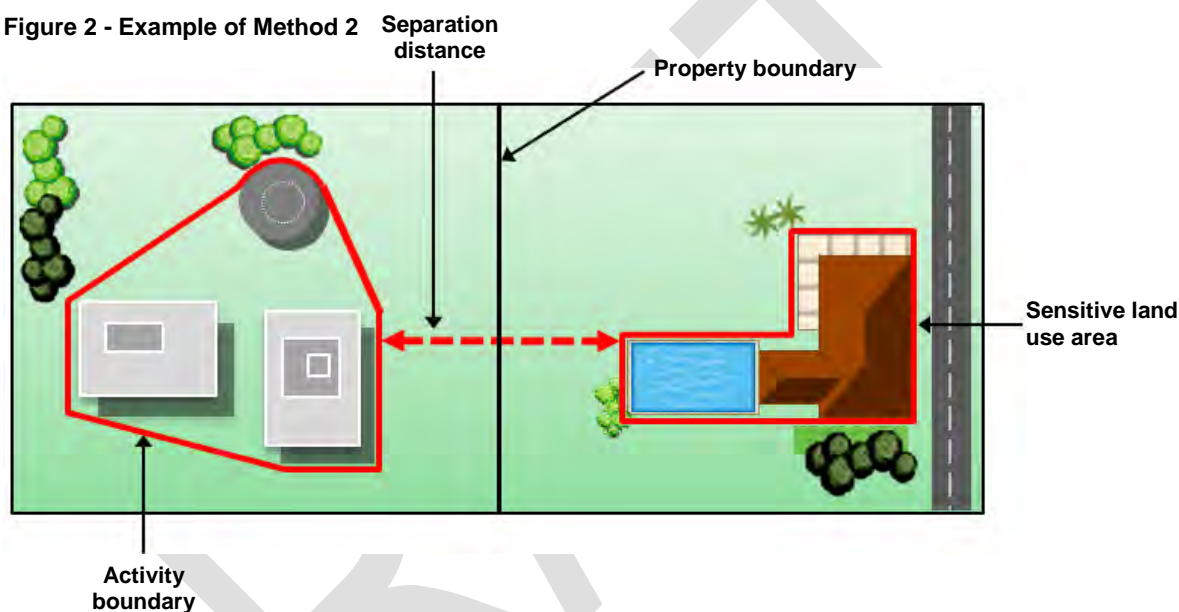 Figure 2 - Example of Method 2
Separation
distance
Property boundary
Sensitive land
use area
Activity
boundary